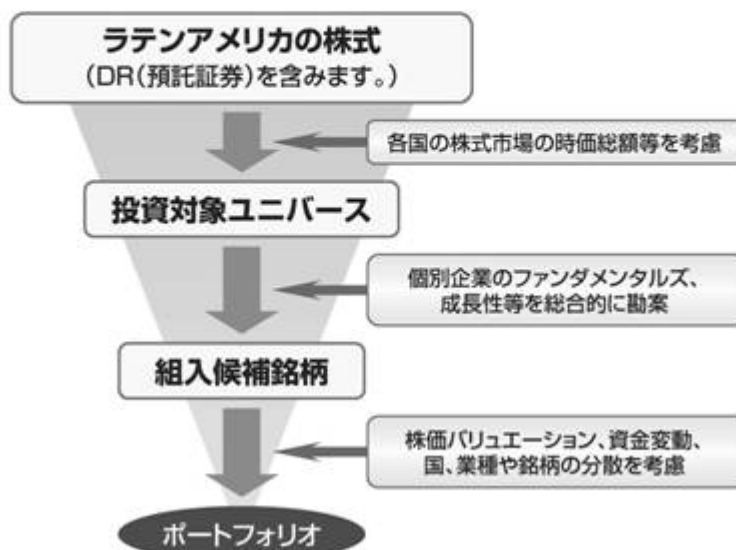 ラテンアメリカの株式
（DR（預託証券）を含みます。）
各国の株式市場の時価総額等を考慮
投資対象ユニバース
個別企業のファンダメンタルズ、
成長性等を総合的に勘案
組入候補銘柄
株価バリュエーション、資金変動、
国、業種や銘柄の分散を考慮
ポートフォリオ